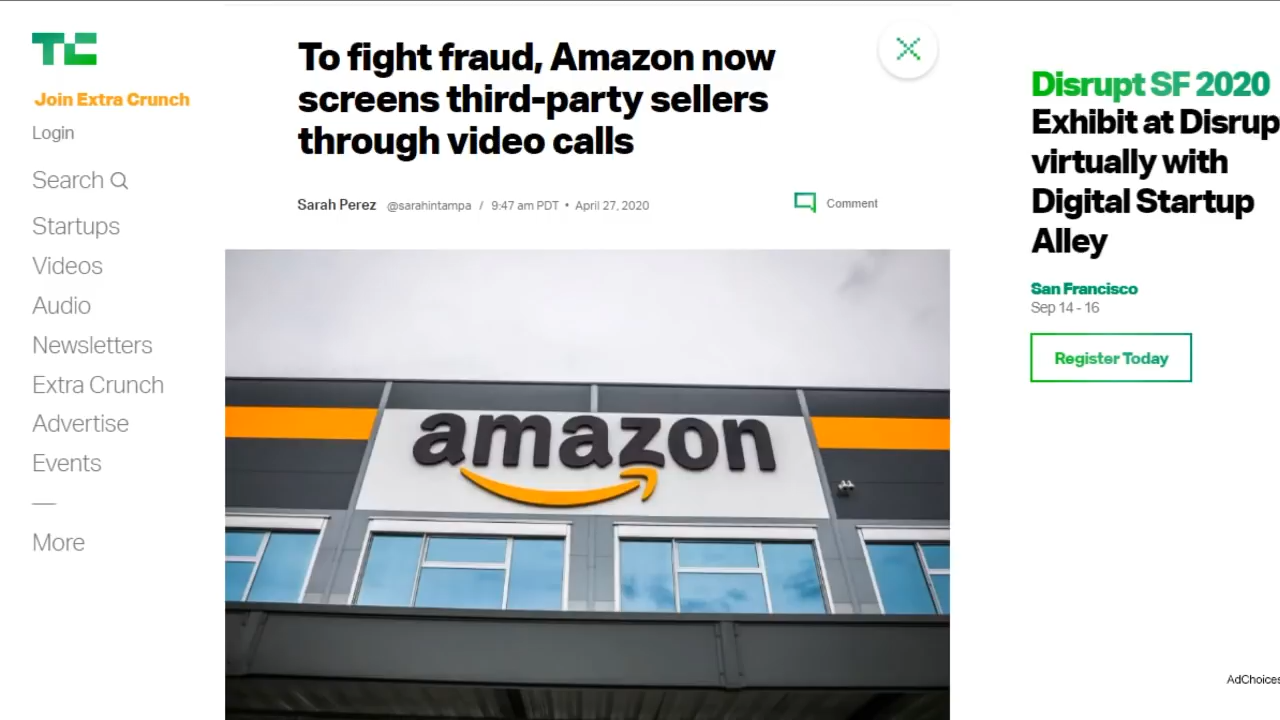 TC
Join Extra Crunch
Login
Search
Startups
Videos
Audio
Newsletters
Extra Crunch
Advertise
Events
More
To fight fraud, Amazon now
screens third-party sellers
through video calls
Sarah Perez @sarahintampa / 9:47 am PDT • April 27, 2020
Comment
amazon
Disrupt SF 2020
Exhibit at Disrup
virtually with
Digital Startup
Alley
San Francisco
Sep 14 - 16
Register Today
AdChoices